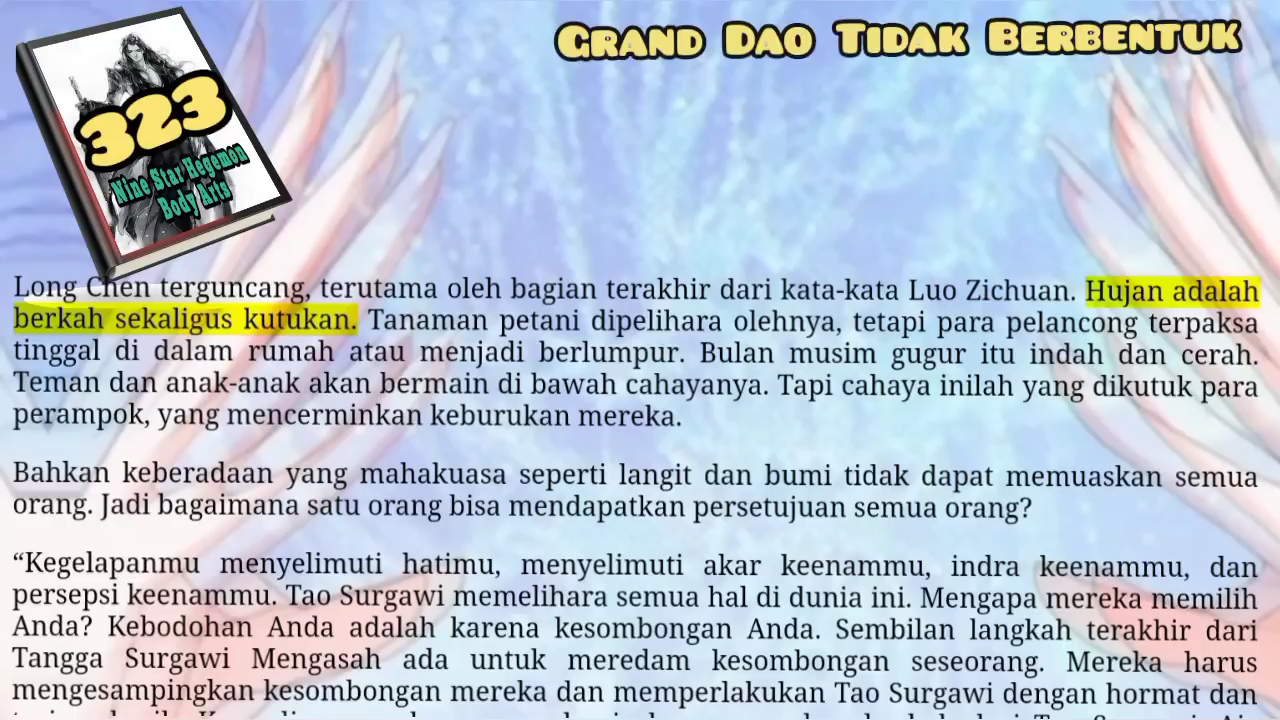 GRAND DAO TIDAK BERBENTUK
323
Nine Star Hegemon
Body Arts
Long Chen terguncang, terutama oleh bagian terakhir dari kata-kata Luo Zichuan. Hujan adalah
berkah sekaligus kutukan. Tanaman petani dipelihara olehnya, tetapi para pelancong terpaksa
tinggal di dalam rumah atau menjadi berlumpur. Bulan musim gugur itu indah dan cerah.
Teman dan anak-anak akan bermain di bawah cahayanya. Tapi cahaya inilah yang dikutuk para
perampok, yang mencerminkan keburukan mereka.
Bahkan keberadaan yang mahakuasa seperti langit dan bumi tidak dapat memuaskan semua
orang. Jadi bagaimana satu orang bisa mendapatkan persetujuan semua orang?
“Kegelapanmu menyelimuti hatimu, menyelimuti akar keenammu, indra keenammu, dan
persepsi keenammu. Tao Surgawi memelihara semua hal di dunia ini. Mengapa mereka memilih
Anda? Kebodohan Anda adalah karena kesombongan Anda. Sembilan langkah terakhir dari
Tangga Surgawi Mengasah ada untuk meredam kesombongan seseorang. Mereka harus
mengesampingkan kesombongan mereka dan memperlakukan Tao Surgawi dengan hormat dan